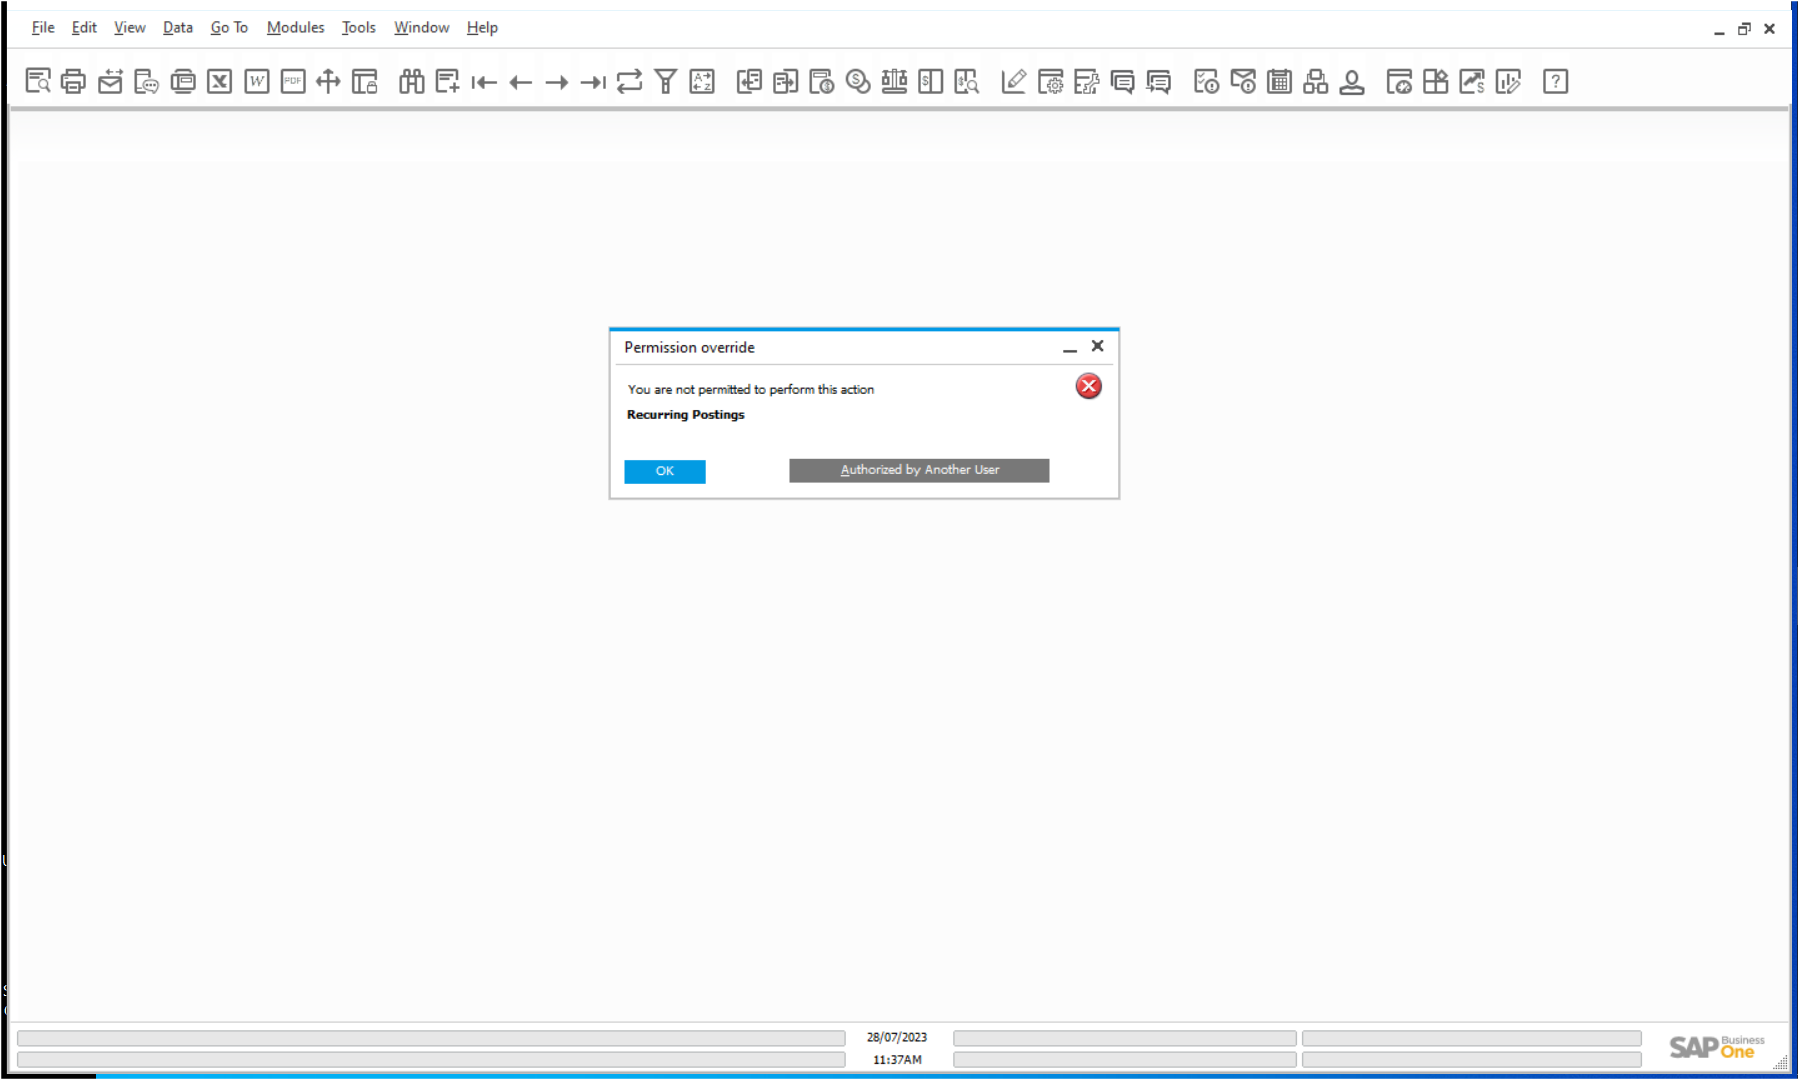 File Edit View Data Go To Modules Tools Window Help
W PDF A Z $ $ $ $ $ ?
Permission override
You are not permitted to perform this action
Recurring Postings
OK Authorized by Another User
28/07/2023
11:37AM
SAP Business One